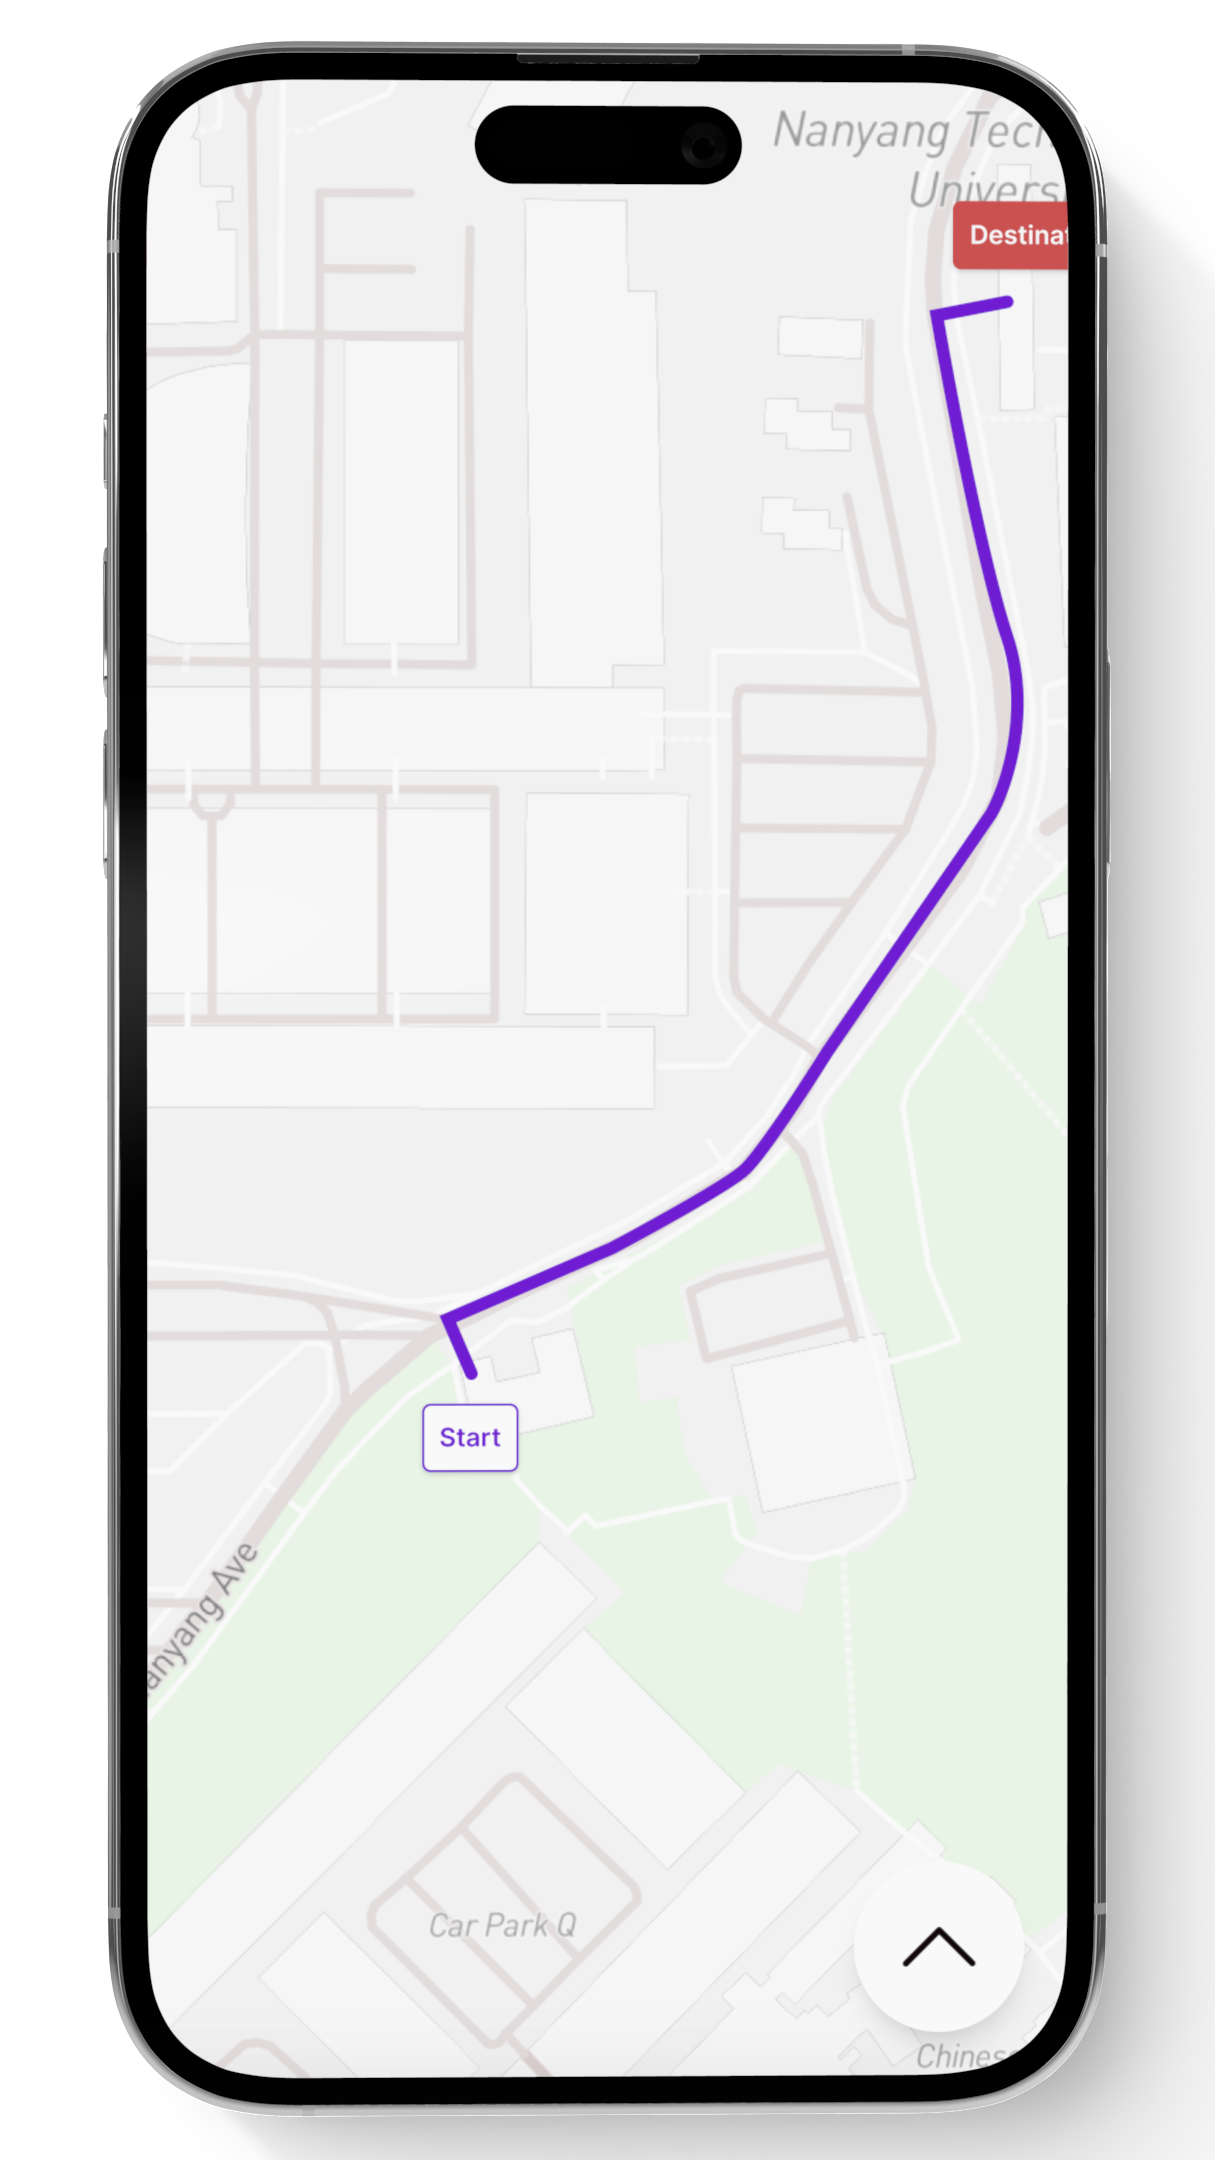 Nanyang Tech
Univers
Destinat
Start
anyang Ave
Car Park Q
Chines